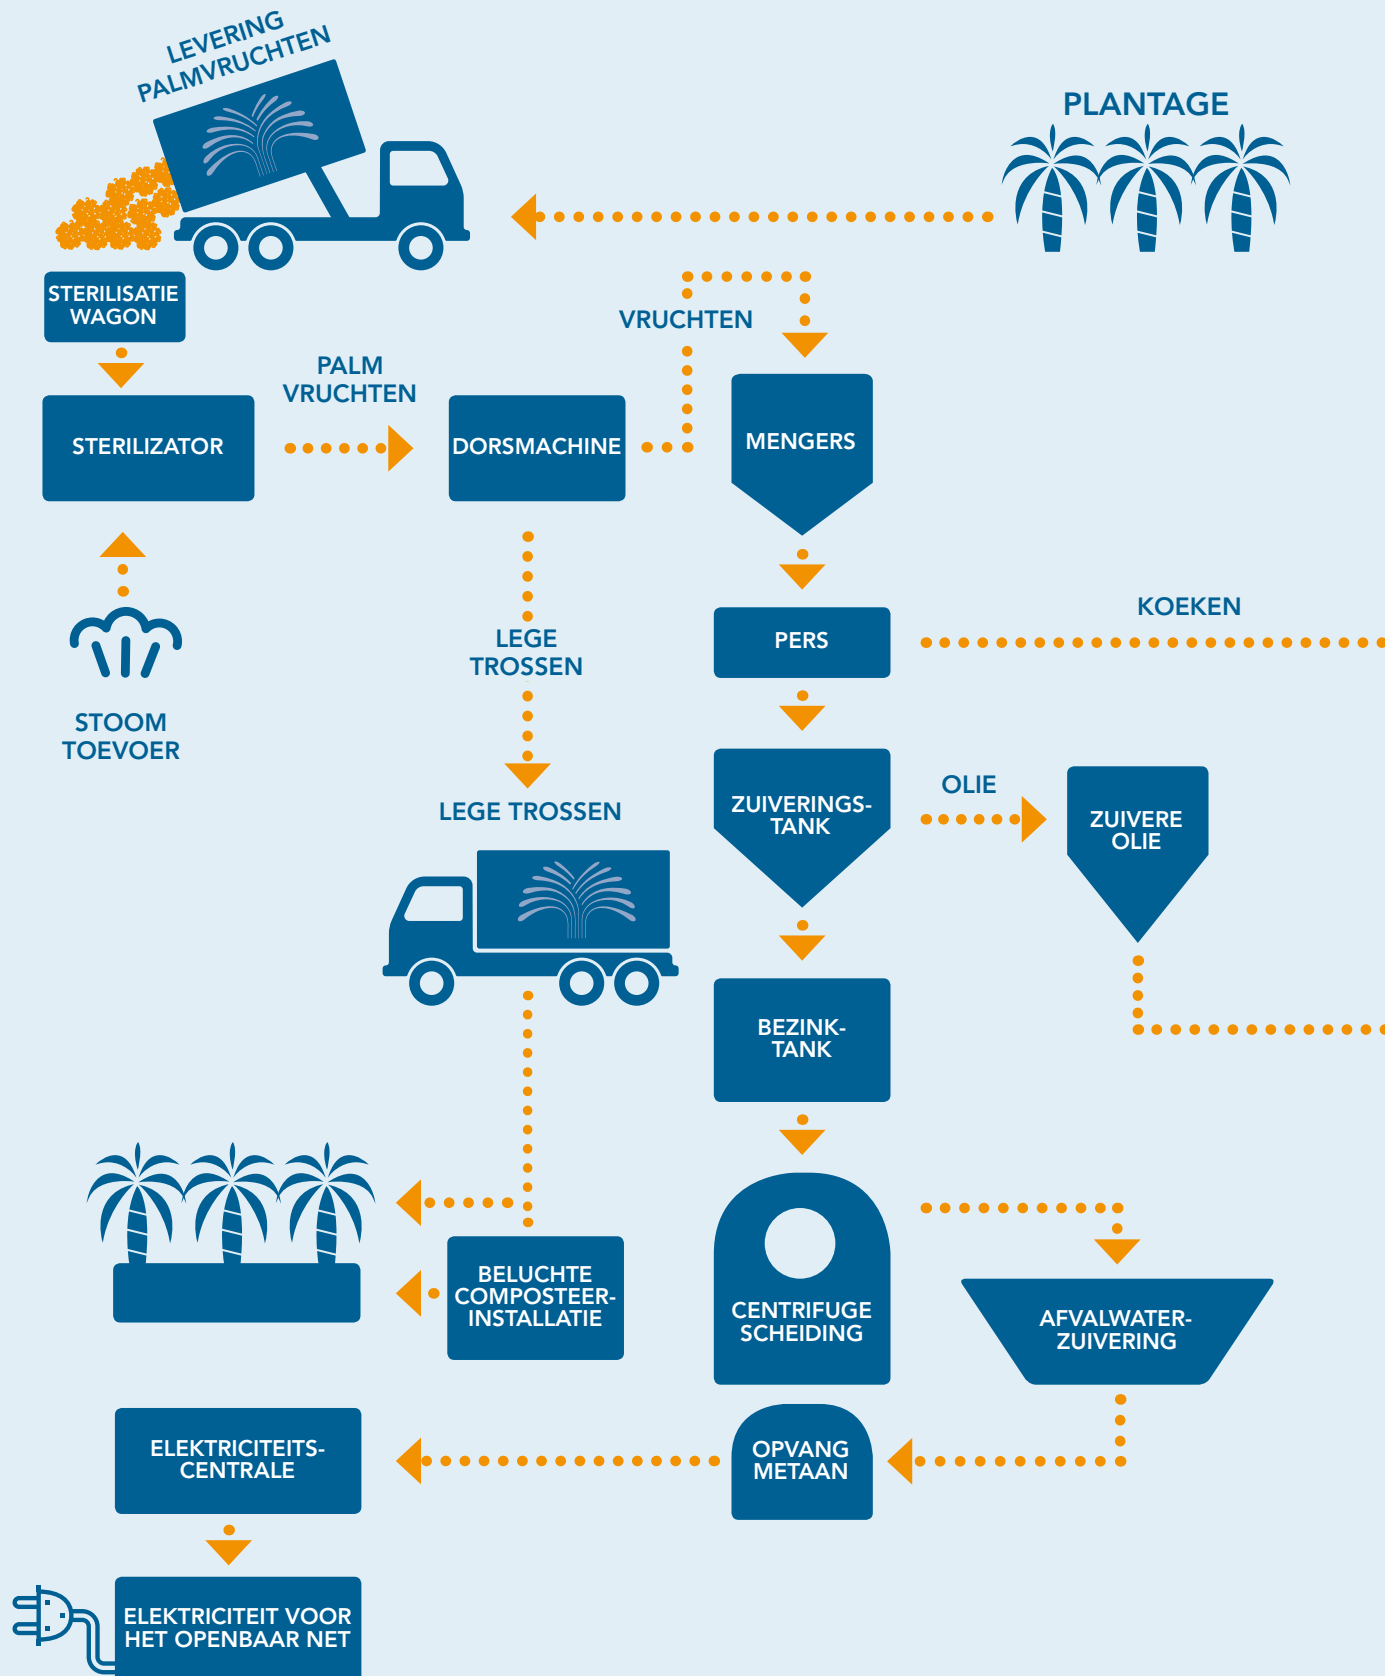 LEVERING
PALMVRUCHTEN
PLANTAGE
STERILISATIE
WAGON
VRUCHTEN
PALM
VRUCHTEN
STERILIZATOR
DORSMACHINE
MENGERS
KOEKEN
LEGE
TROSSEN
PERS
STOOM
TOEVOER
LEGE TROSSEN
ZUIVERINGS-
TANK
OLIE
ZUIVERE
OLIE
BEZINK-
TANK
BELUCHTE
COMPOSTEER-
INSTALLATIE
CENTRIFUGE
SCHEIDING
AFVALWATER-
ZUIVERING
ELEKTRICITEITS-
CENTRALE
OPVANG
METAAN
ELEKTRICITEIT VOOR
HET OPENBAAR NET